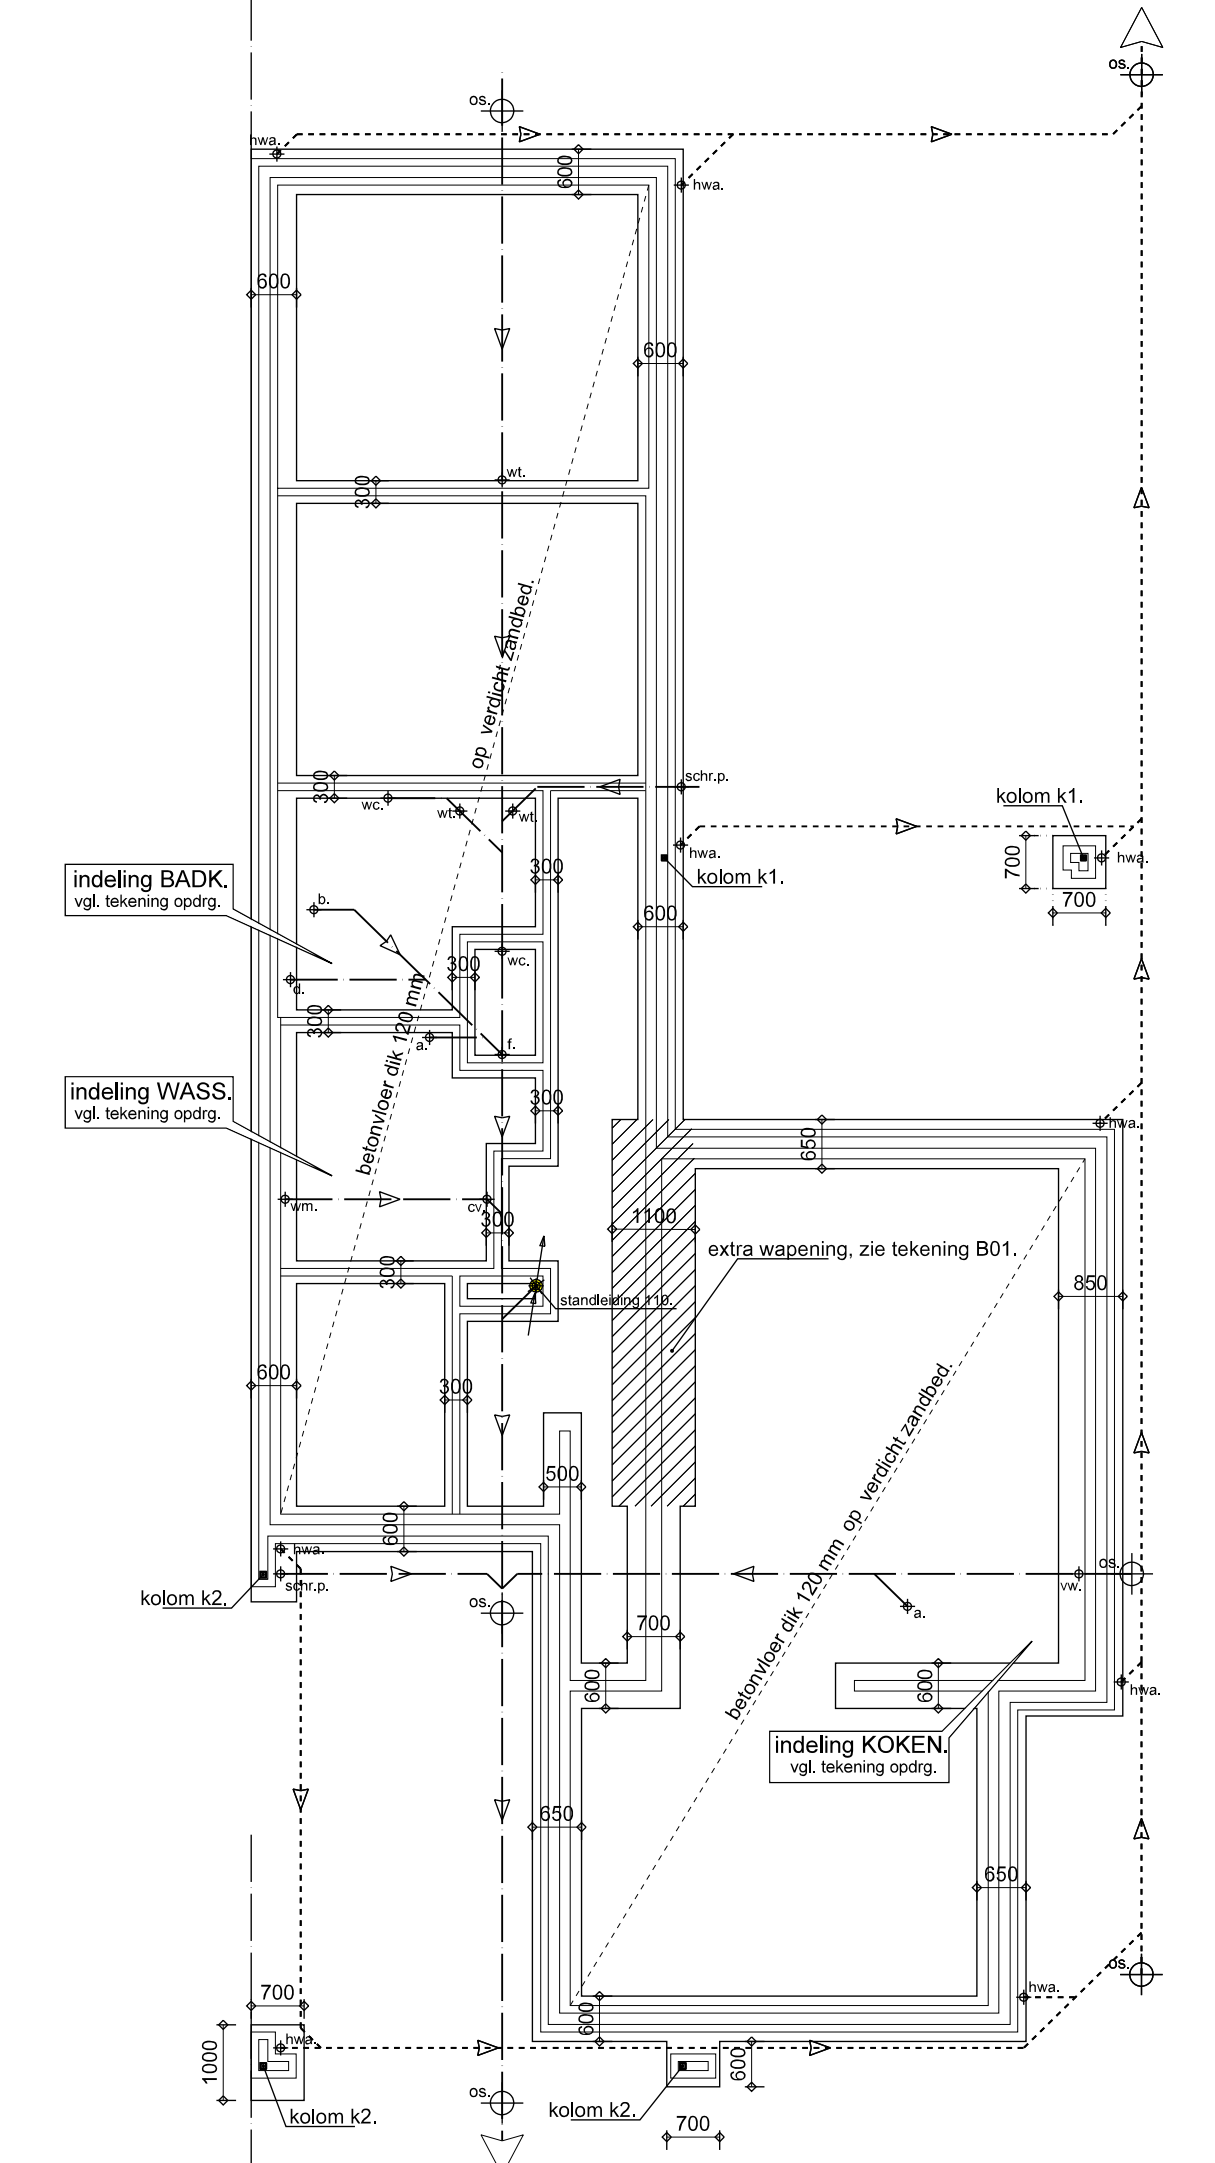 os.
os.
hwa.
600
hwa.
600
600
wt.
300
op verdicht zandbed.
300
wc.
wt.
wt.
schr.p.
kolom k1.
hwa.
hwa.
700
300
kolom k1.
indeling BADK.
vgl. tekening opdrg.
b.
600
700
wc.
300
d.
300
a.
f.
betonvloer dik 120 mm
indeling WASS.
vgl. tekening opdrg.
300
650
hwa.
wm.
cv.
300
1100
extra wapening, zie tekening B01.
300
standleiding 110.
850
600
300
500
600
betonvloer dik 120 mm op verdicht zandbed.
hwa.
schr.p.
kolom k2.
os.
vw.
os.
a.
700
600
600
hwa.
indeling KOKEN.
vgl. tekening opdrg.
650
650
os.
hwa.
700
600
hwa.
1000
600
os.
kolom k2.
kolom k2.
700